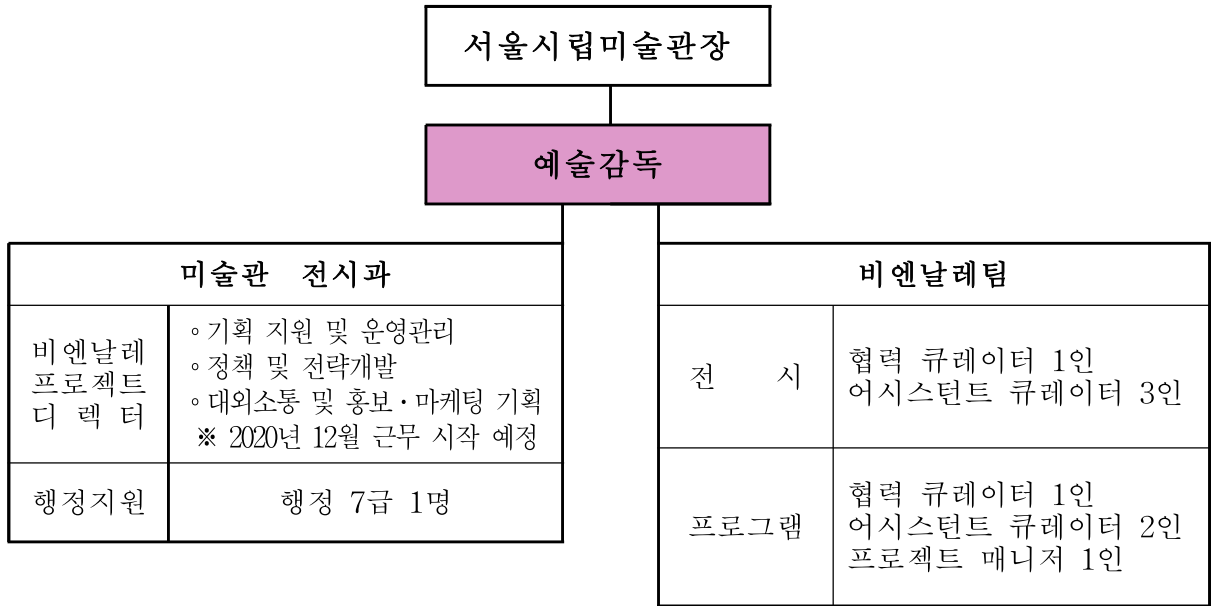 서울시립미술관장
예술감독
미술관 전시과
비엔날레
프로젝트
디 렉 터
◦기획 지원 및 운영관리
◦정책 및 전략개발
◦대외소통 및 홍보·마케팅 기획
※ 2020년 12월 근무 시작 예정
행정지원
행정 7급 1명
비엔날레팀
전 시
협력 큐레이터 1인
어시스턴트 큐레이터 3인
프로그램
협력 큐레이터 1인
어시스턴트 큐레이터 2인
프로젝트 매니저 1인